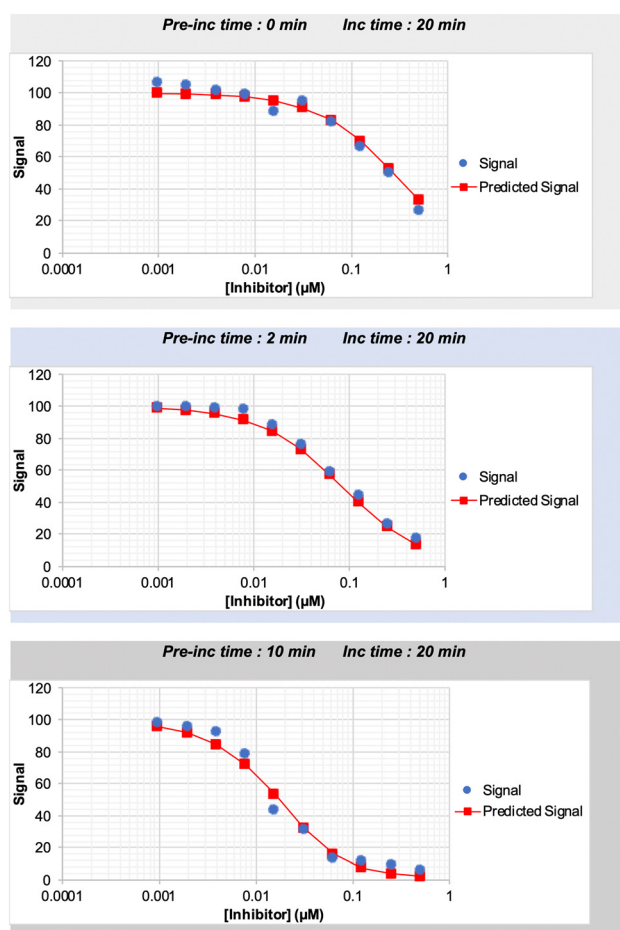 Pre-inc time : 0 min Inc time : 20 min
120
100
80
60
40
20
0
Signal
0.0001 0.001 0.01 0.1 1
[Inhibitor] (µM)
Signal
Predicted Signal
Pre-inc time : 2 min Inc time : 20 min
120
100
80
60
40
20
0
Signal
0.0001 0.001 0.01 0.1 1
[Inhibitor] (µM)
Signal
Predicted Signal
Pre-inc time : 10 min Inc time : 20 min
120
100
80
60
40
20
0
Signal
0.0001 0.001 0.01 0.1 1
[Inhibitor] (µM)
Signal
Predicted Signal